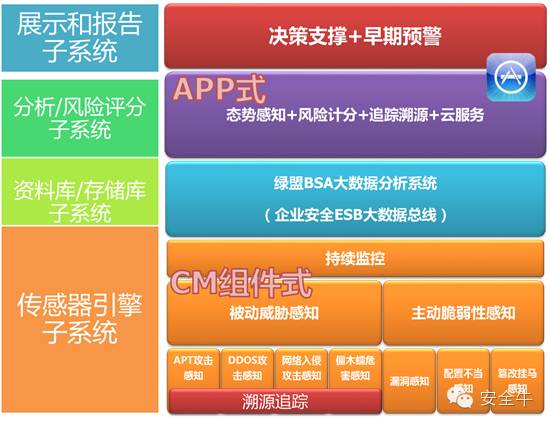 展示和报告
子系统
决策支撑+早期预警
分析/风险评分
子系统
APP式
态势感知+风险计分+追踪溯源+云服务
资料库/存储库
子系统
绿盟BSA大数据分析系统
（企业安全ESB大数据总线）
传感器引擎
子系统
持续监控
CM组件式
被动威胁感知
主动脆弱性感知
APT攻击
感知
DDOS攻
击感知
网络入侵
攻击感知
僵木蠕危
害感知
漏洞感知
配置不当
感知
篡改挂马
感知
溯源追踪
安全牛